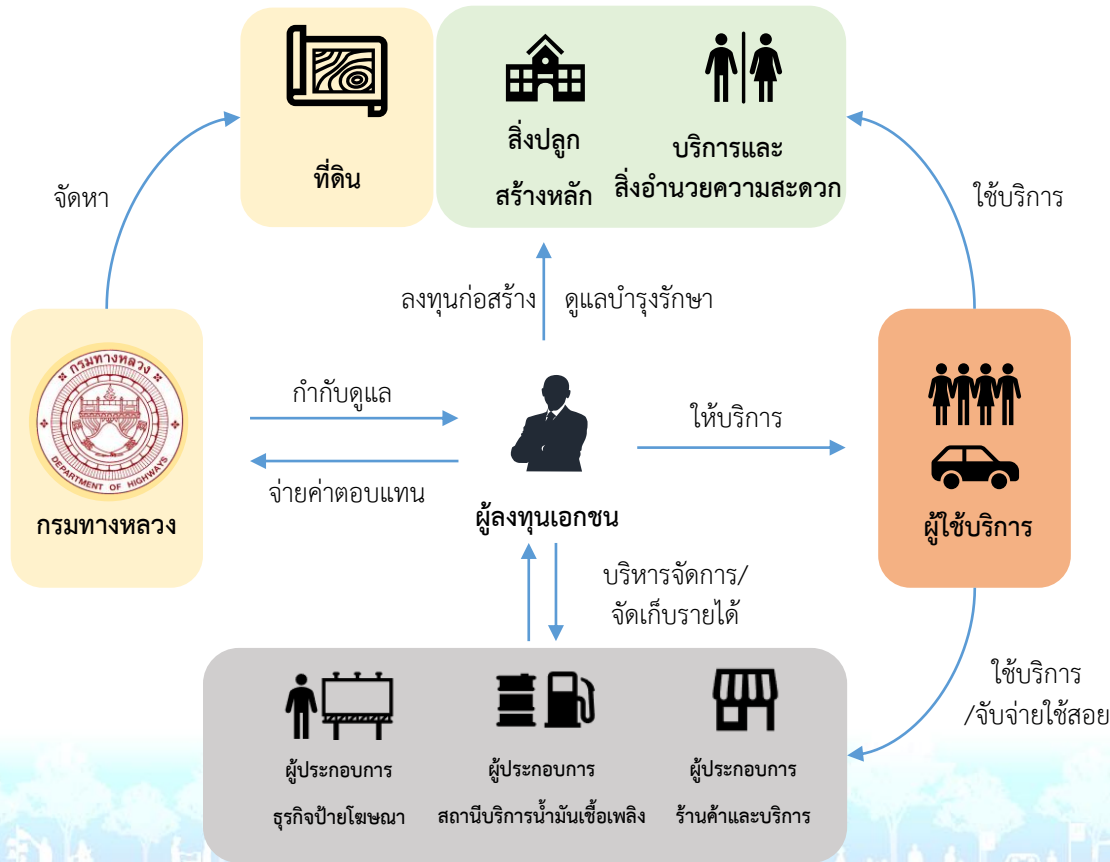 ที่ดิน
สิ่งปลูก
สร้างหลัก
บริการและ
สิ่งอำนวยความสะดวก
จัดหา
ใช้บริการ
ลงทุนก่อสร้าง
ดูแลบำรุงรักษา
กรมทางหลวง
DEPARTMENT OF HIGHWAYS
กรมทางหลวง
กำกับดูแล
จ่ายค่าตอบแทน
ผู้ลงทุนเอกชน
ให้บริการ
ผู้ใช้บริการ
บริหารจัดการ/
จัดเก็บรายได้
ใช้บริการ
/จับจ่ายใช้สอย
ผู้ประกอบการ
ธุรกิจป้ายโฆษณา
ผู้ประกอบการ
สถานีบริการน้ำมันเชื้อเพลิง
ผู้ประกอบการ
ร้านค้าและบริการ